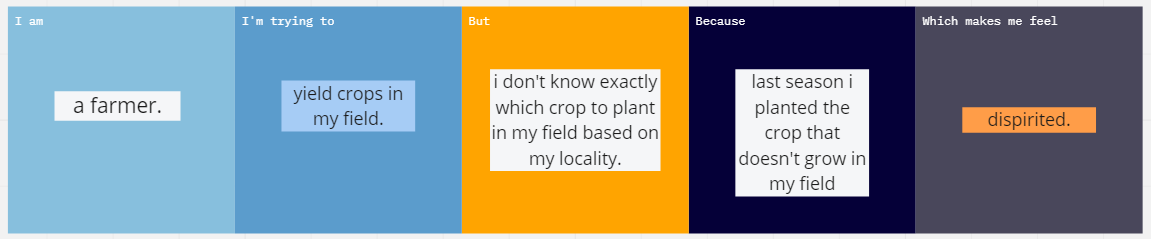 I am
a farmer.
I'm trying to
yield crops in
my field.
But
i don't know exactly
which crop to plant
in my field based on
my locality.
Because
last season i
planted the
crop that
doesn't grow in
my field
Which makes me feel
dispirited.